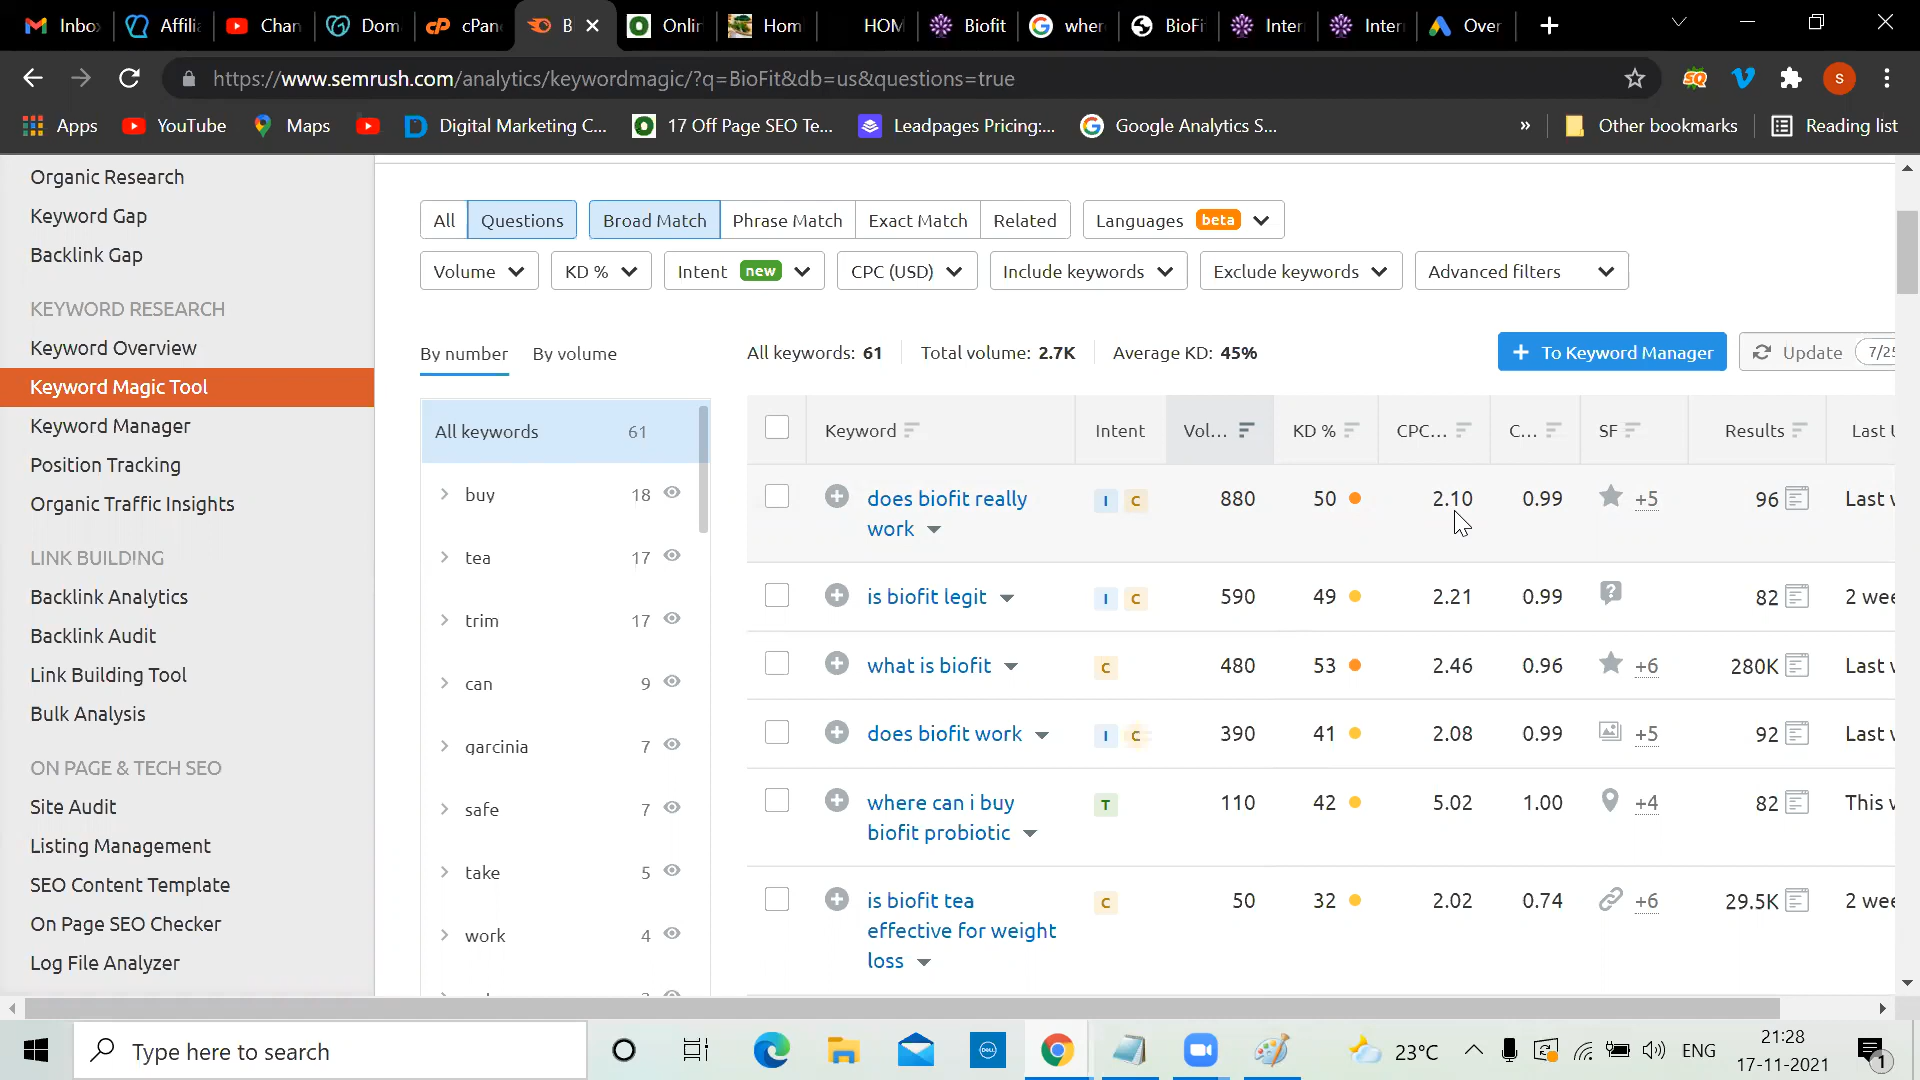 Inbo
Affilia
Chan
Dom
cPane
B
Onlin
Hom
HOM
Biofit
wher
BioFi
Inter
Inter
Over
https://www.semrush.com/analytics/keywordmagic/?q=BioFit&db=us&questions=true
S
Apps
YouTube
Maps
Digital Marketing C...
17 Off Page SEO Te...
Leadpages Pricing:...
Google Analytics S...
»
Other bookmarks
Reading list
Organic Research
Keyword Gap
Backlink Gap
KEYWORD RESEARCH
Keyword Overview
Keyword Magic Tool
Keyword Manager
Position Tracking
Organic Traffic Insights
LINK BUILDING
Backlink Analytics
Backlink Audit
Link Building Tool
Bulk Analysis
ON PAGE & TECH SEO
Site Audit
Listing Management
SEO Content Template
On Page SEO Checker
Log File Analyzer
All Questions Broad Match Phrase Match Exact Match Related Languages beta
Volume KD % Intent new CPC (USD) Include keywords Exclude keywords Advanced filters
By number By volume
All keywords: 61 Total volume: 2.7K Average KD: 45%
+ To Keyword Manager
Update 7/25
All keywords 61
buy 18
tea 17
trim 17
can 9
garcinia 7
safe 7
take 5
work 4
Keyword Intent Vol... KD % CPC... C... SF Results Last U
does biofit really work I C 880 50 2.10 0.99 +5 96 Last v
is biofit legit I C 590 49 2.21 0.99 82 2 wee
what is biofit C 480 53 2.46 0.96 +6 280K Last v
does biofit work I C 390 41 2.08 0.99 +5 92 Last v
where can i buy biofit probiotic T 110 42 5.02 1.00 +4 82 This v
is biofit tea effective for weight loss C 50 32 2.02 0.74 +6 29.5K 2 wee
Type here to search
DELL
23°C
ENG
21:28
17-11-2021
1